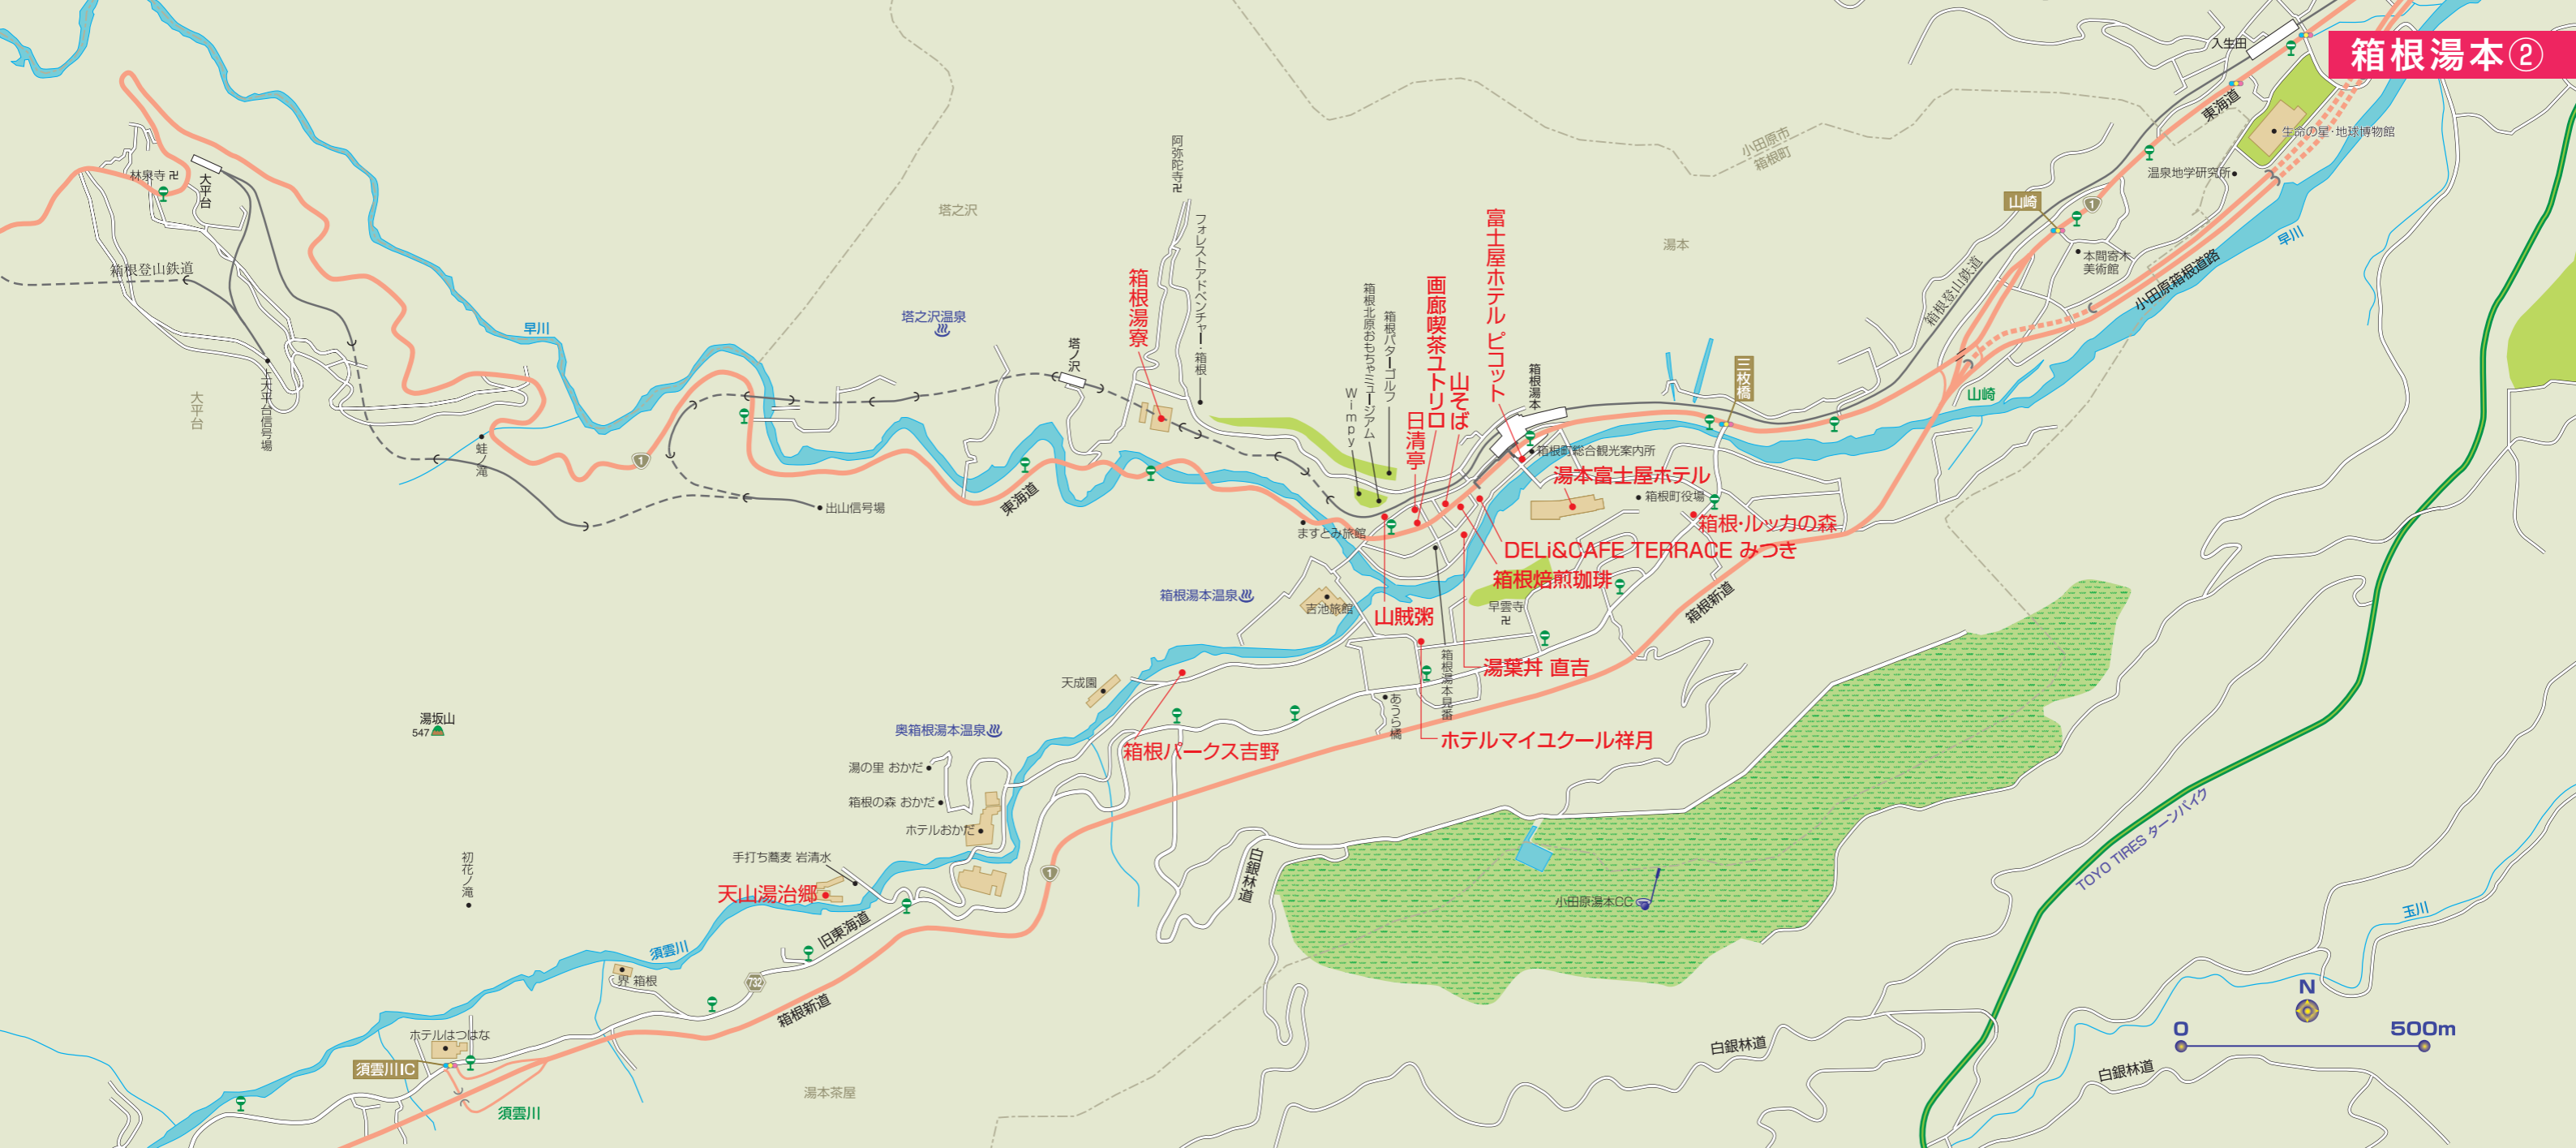 箱根湯本②
入生田
東海道
生命の星・地球博物館
温泉地学研究所
小田原市
箱根町
山崎
1
本間寄木
美術館
早川
小田原箱根道路
箱根登山鉄道
山崎
三枚橋
湯本
塔之沢
阿弥陀寺卍
フォレストアドベンチャー・箱根
箱根湯寮
塔之沢温泉
塔ノ沢
富士屋ホテル ピコット
画廊喫茶ユトリロ
山そば
日清亭
箱根パターゴルフ
箱根北原おもちゃミュージアム
Wimpy
箱根湯本
箱根町総合観光案内所
湯本富士屋ホテル
箱根町役場
箱根・ルッカの森
DELi&CAFE TERRACE みつき
箱根焙煎珈琲
山賊粥
早雲寺
卍
箱根新道
湯葉丼 直吉
箱根湯本見番
あうら橘
ホテルマイユクール祥月
林泉寺 卍
大平台
箱根登山鉄道
大平台
上大平台信号場
早川
蛙ノ滝
1
出山信号場
東海道
ますとみ旅館
箱根湯本温泉
吉池旅館
天成園
箱根パークス吉野
奥箱根湯本温泉
湯の里 おかだ
箱根の森 おかだ
ホテルおかだ
手打ち蕎麦 岩清水
天山湯治郷
湯坂山
547
初花ノ滝
須雲川
旧東海道
1
732
箱根新道
界 箱根
ホテルはつはな
須雲川IC
須雲川
湯本茶屋
白銀林道
小田原湯本CC
TOYO TIRES ターンパイク
玉川
白銀林道
白銀林道
N
0
500m